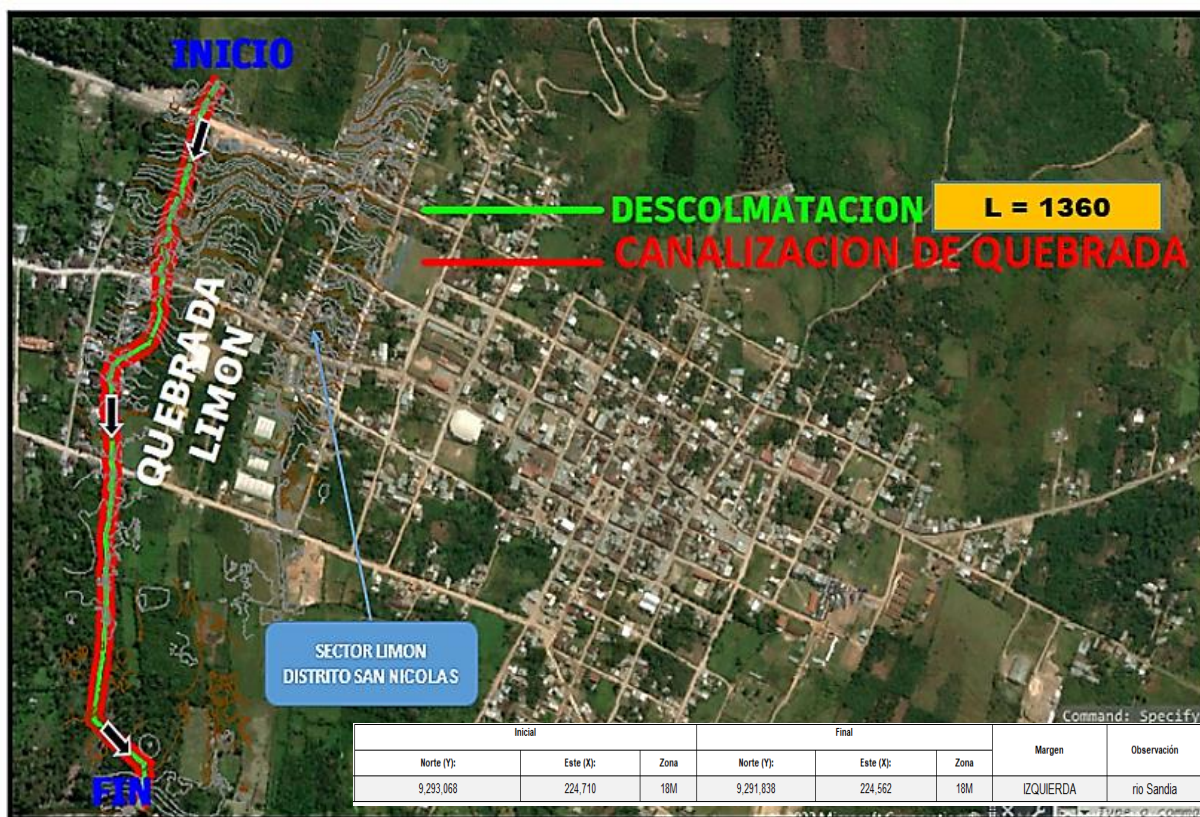 INICIO
DESCOLMATACION
L = 1360
CANALIZACION DE QUEBRADA
QUEBRADA
LIMON
SECTOR LIMON
DISTRITO SAN NICOLAS
Command: Specify
Inicial Final Margen Observación
Norte (Y): Este (X): Zona Norte (Y): Este (X): Zona
9,293,068 224,710 18M 9,291,838 224,562 18M IZQUIERDA rio Sandia
FIN
Type a comma